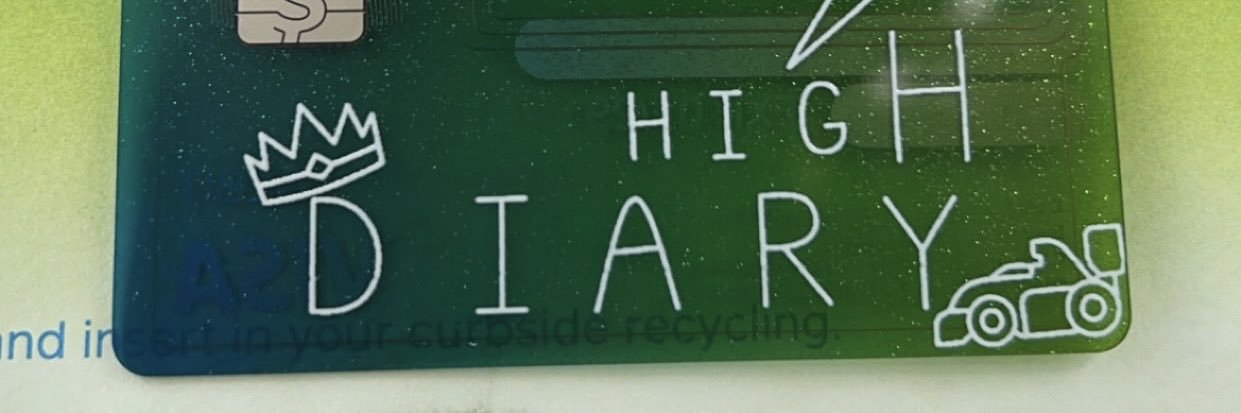 HIGH
DIARY
and insert in your curbside recycling.